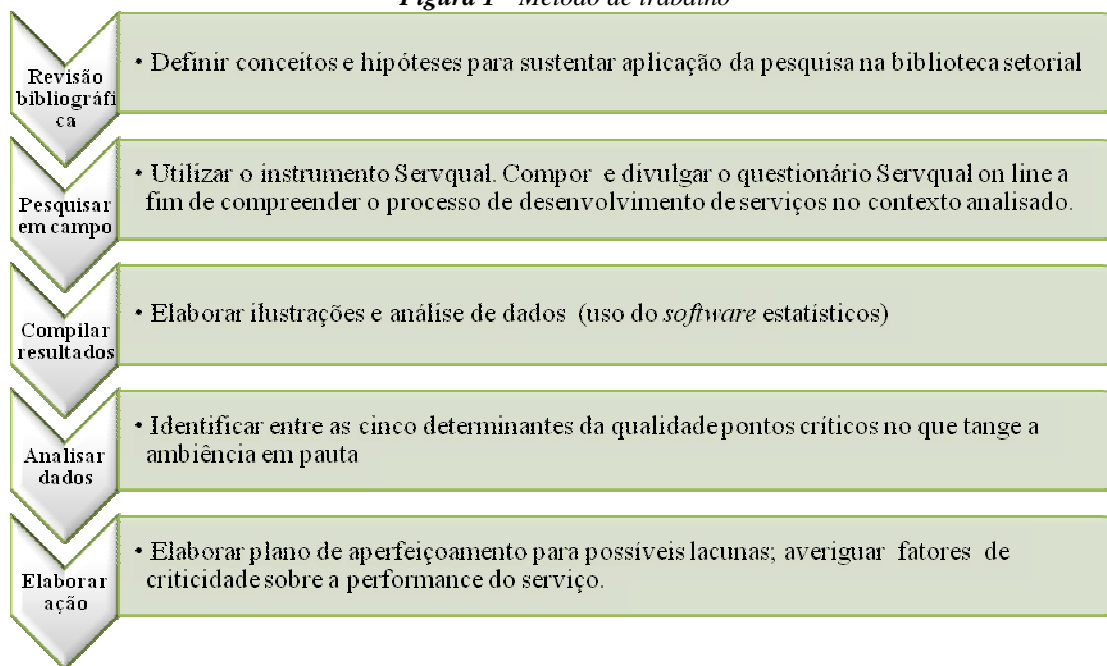 Figura 1 - Método de trabalho
Revisão
bibliográfi
ca
• Definir conceitos e hipóteses para sustentar aplicação da pesquisa na biblioteca setorial
Pesquisar
em campo
• Utilizar o instrumento Servqual. Compor e divulgar o questionário Servqual on line a
fim de compreender o processo de desenvolvimento de serviços no contexto analisado.
Compilar
resultados
• Elaborar ilustrações e análise de dados (uso do software estatísticos)
Analisar
dados
• Identificar entre as cinco determinantes da qualidade pontos críticos no que tange a
ambiência em pauta
Elaborar
ação
• Elaborar plano de aperfeiçoamento para possíveis lacunas; averiguar fatores de
criticidade sobre a performance do serviço.